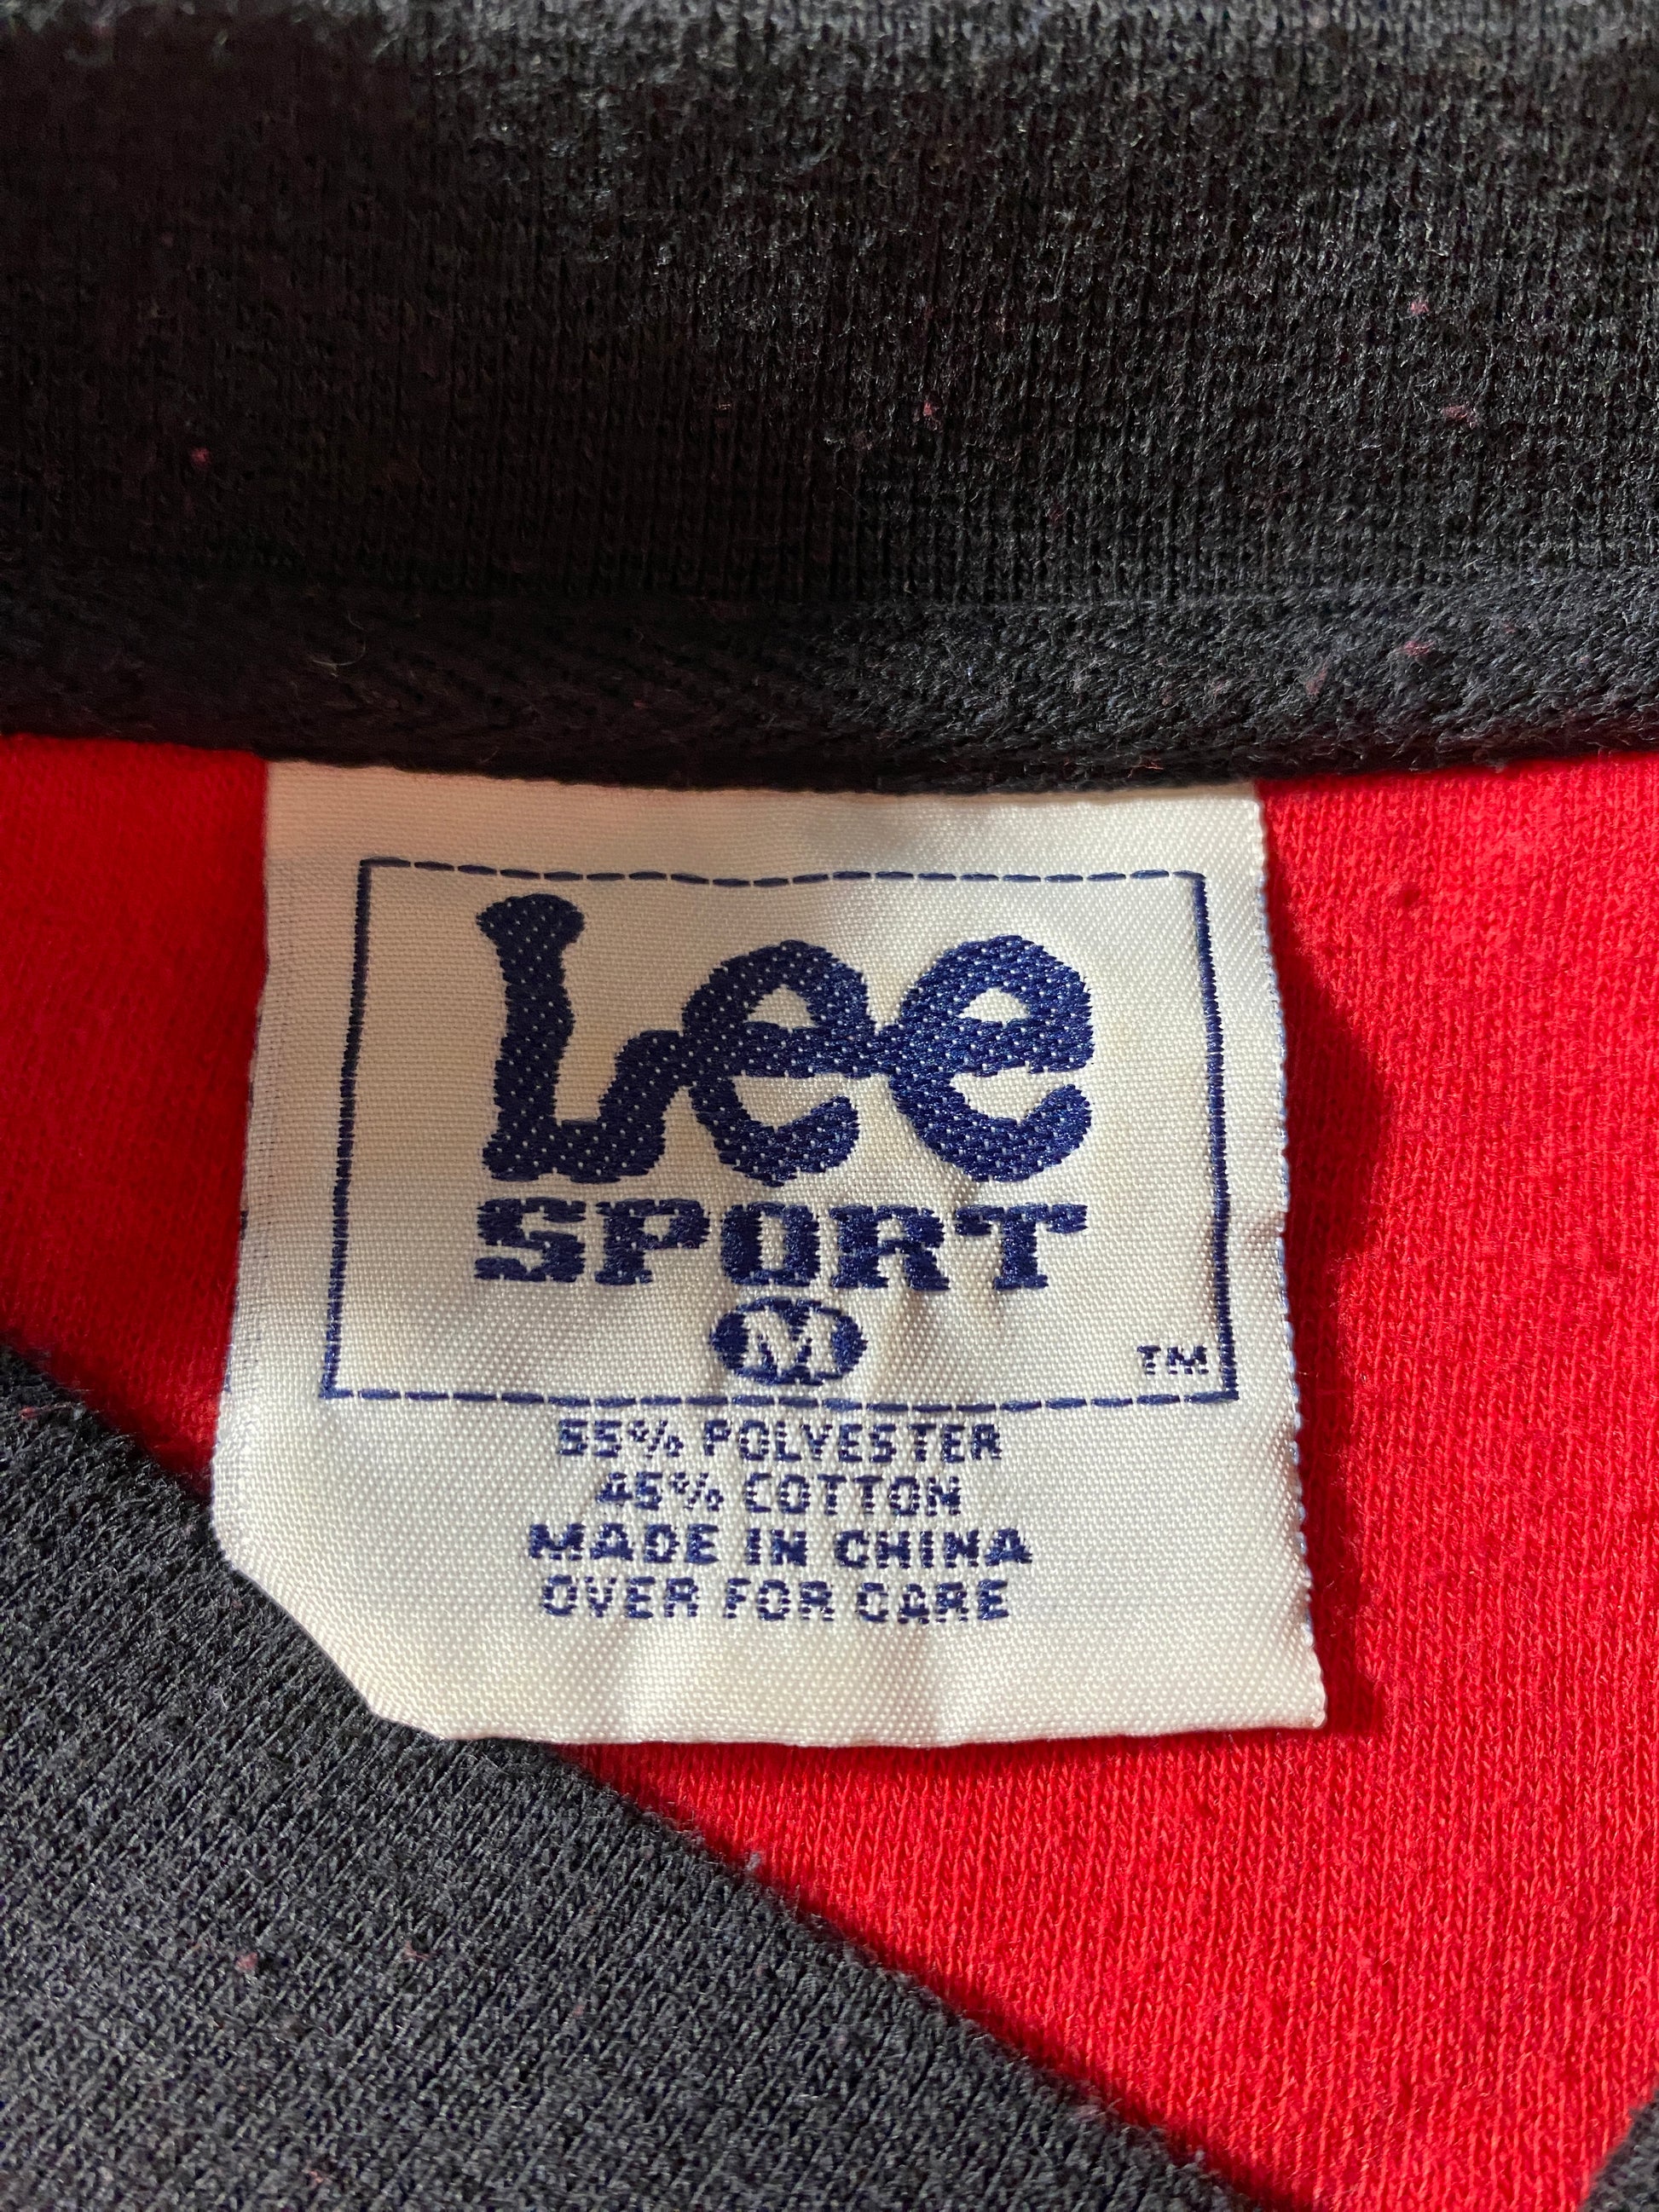 Lee
SPORT
M
TM
55% POLYESTER
45% COTTON
MADE IN CHINA
OVER FOR CARE